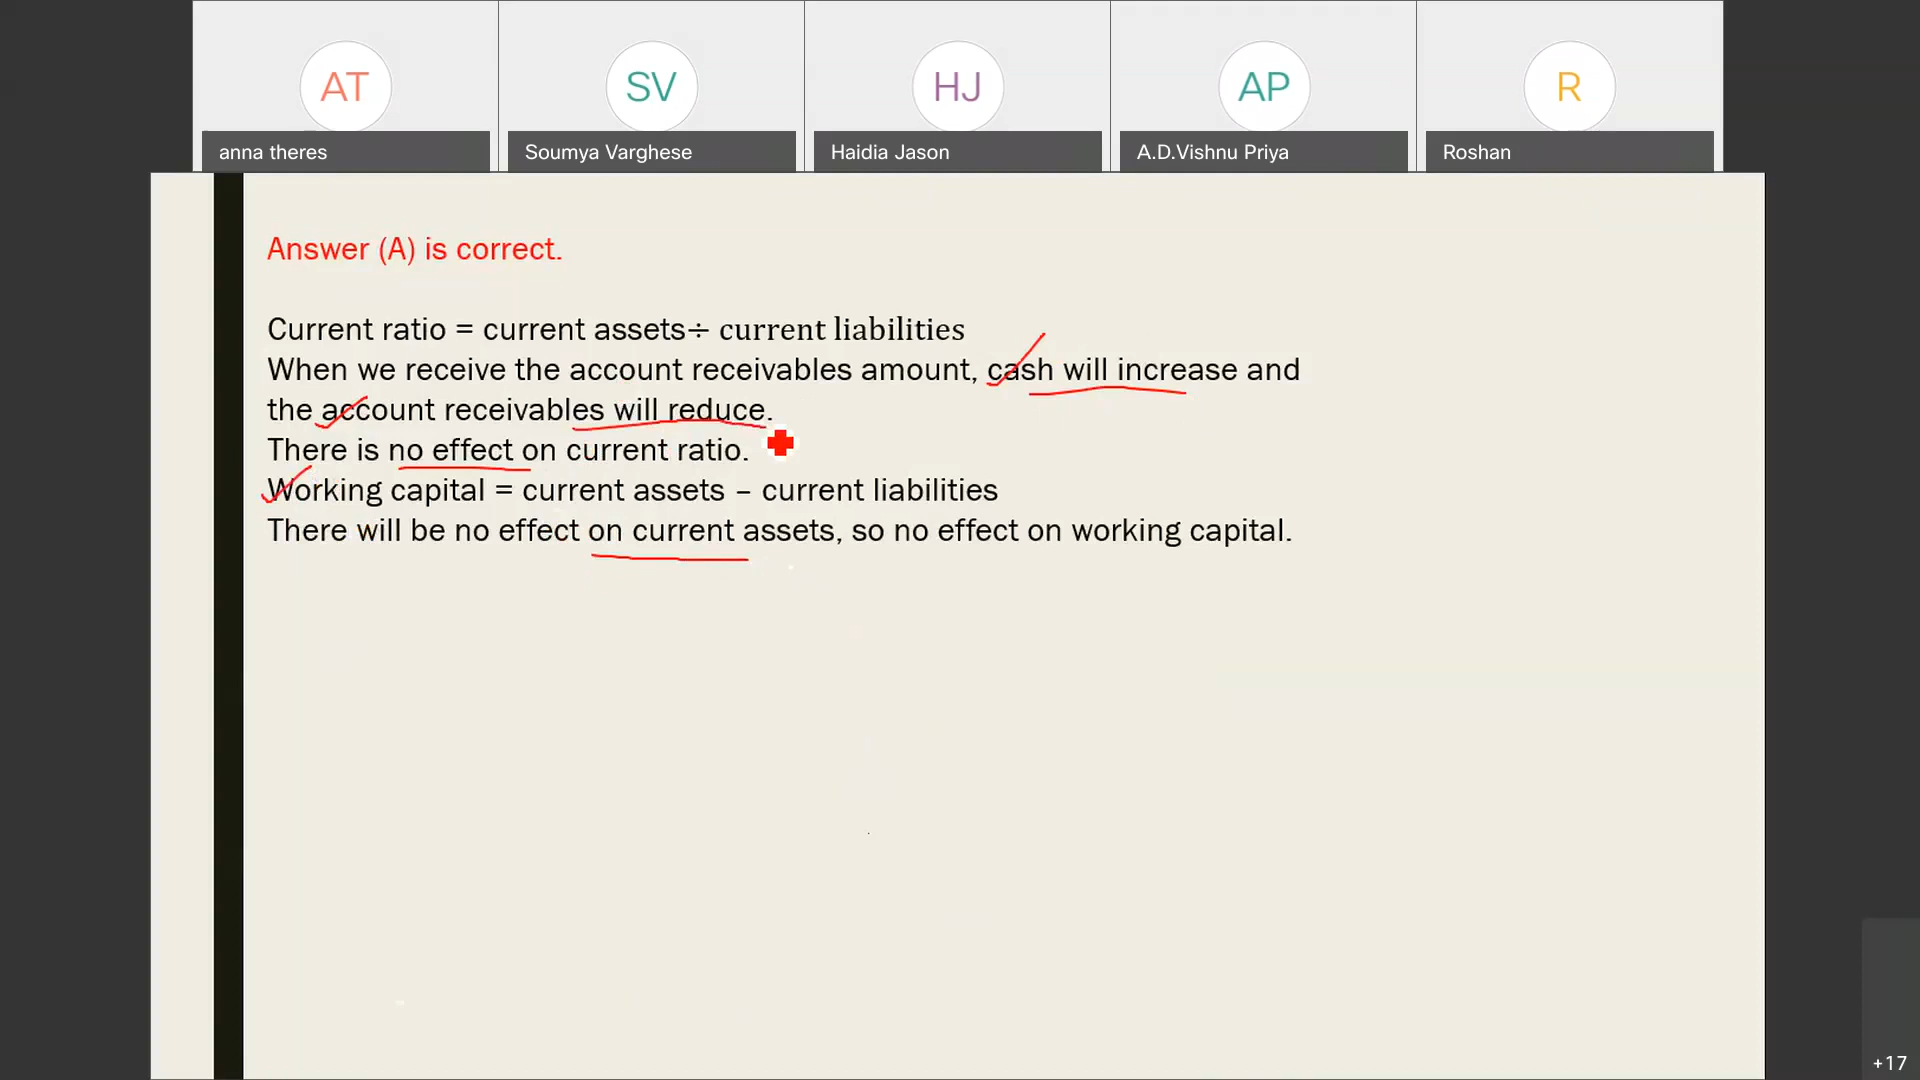 AT
SV
HJ
AP
R
anna theres
Soumya Varghese
Haidia Jason
A.D.Vishnu Priya
Roshan
Answer (A) is correct.
Current ratio = current assets÷ current liabilities
When we receive the account receivables amount, cash will increase and
the account receivables will reduce.
There is no effect on current ratio.
Working capital = current assets – current liabilities
There will be no effect on current assets, so no effect on working capital.
+17